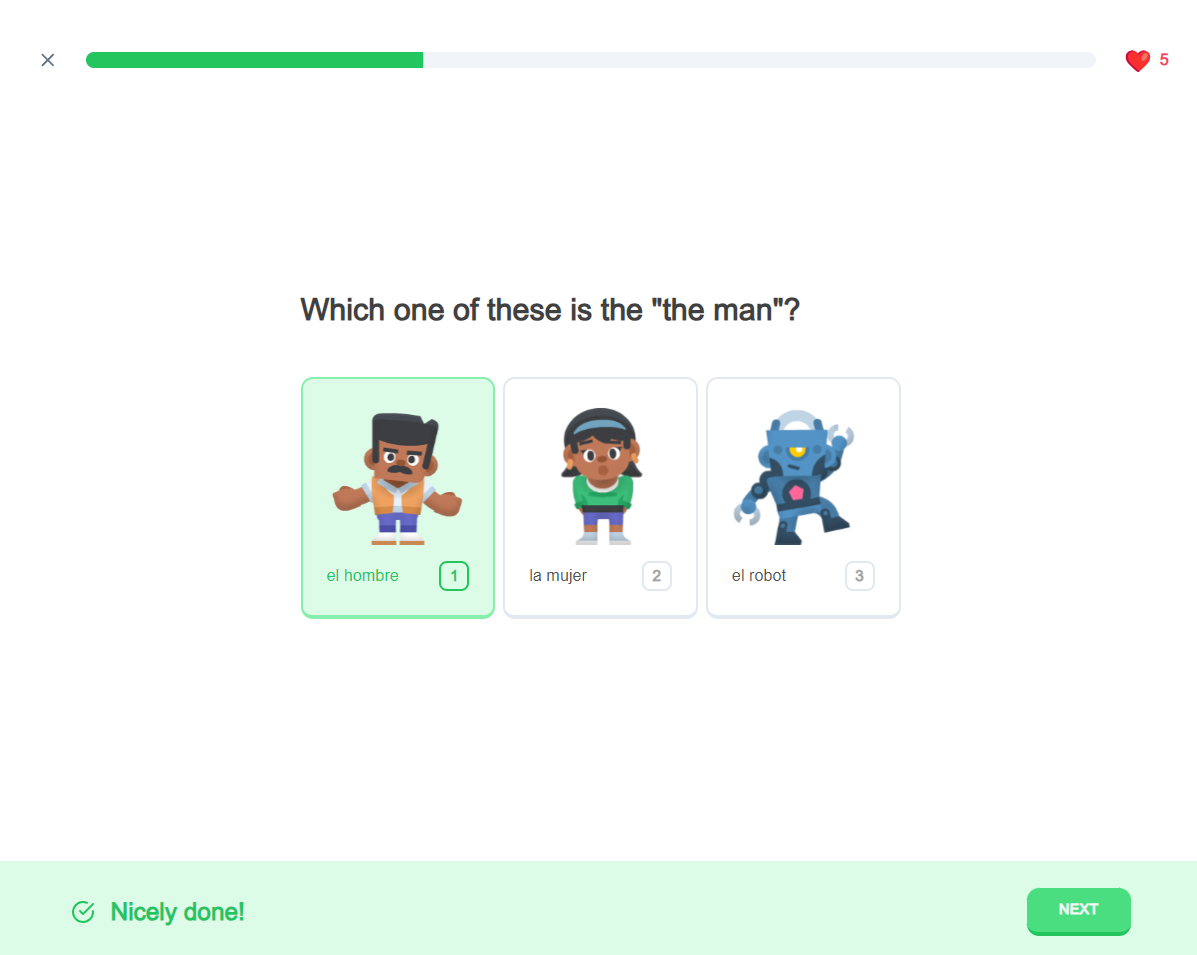 5
Which one of these is the "the man"?
el hombre 1
la mujer 2
el robot 3
Nicely done!
NEXT